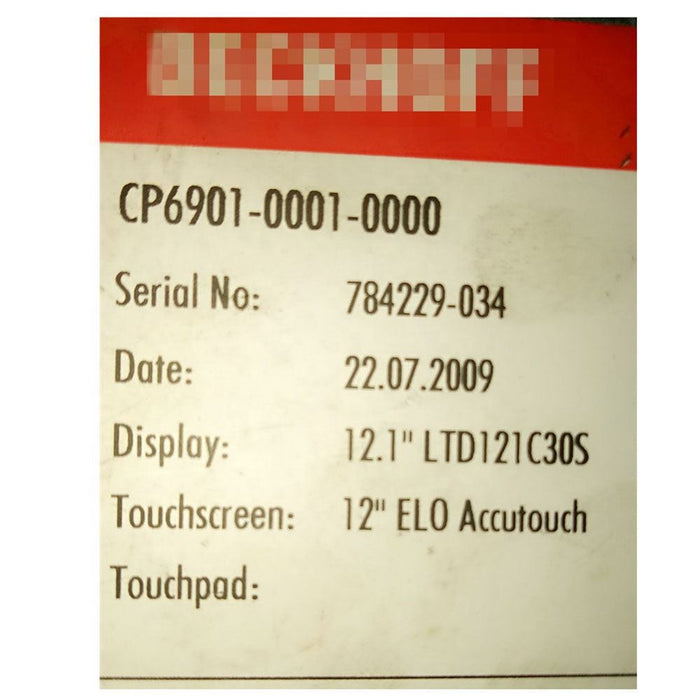 BECKHOFF
CP6901-0001-0000
Serial No: 784229-034
Date: 22.07.2009
Display: 12.1" LTD121C30S
Touchscreen: 12" ELO Accutouch
Touchpad: